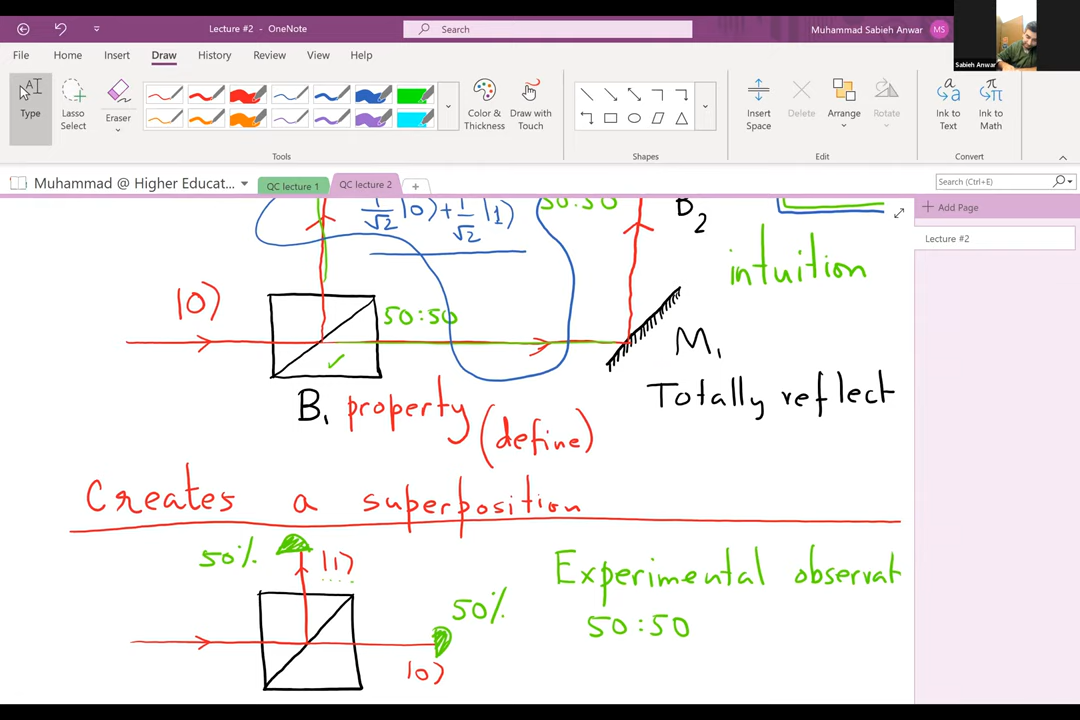 Lecture #2 - OneNote
Search
Muhammad Sabieh Anwar
MS
Sabieh Anwar
File Home Insert Draw History Review View Help
Type
Lasso Select
Eraser
Color & Thickness
Draw with Touch
Insert Space
Delete
Arrange
Rotate
Ink to Text
Ink to Math
Tools
Shapes
Edit
Convert
Muhammad @ Higher Educat...
QC lecture 1
QC lecture 2
Search (Ctrl+E)
Add Page
Lecture #2
1/√2 |0⟩ + 1/√2 |1⟩
50:50
B2
intuition
|0⟩
50:50
M1
Totally reflect
B1 property (define)
Creates a superposition
50%
|1⟩
Experimental observat
50%
50:50
|0⟩